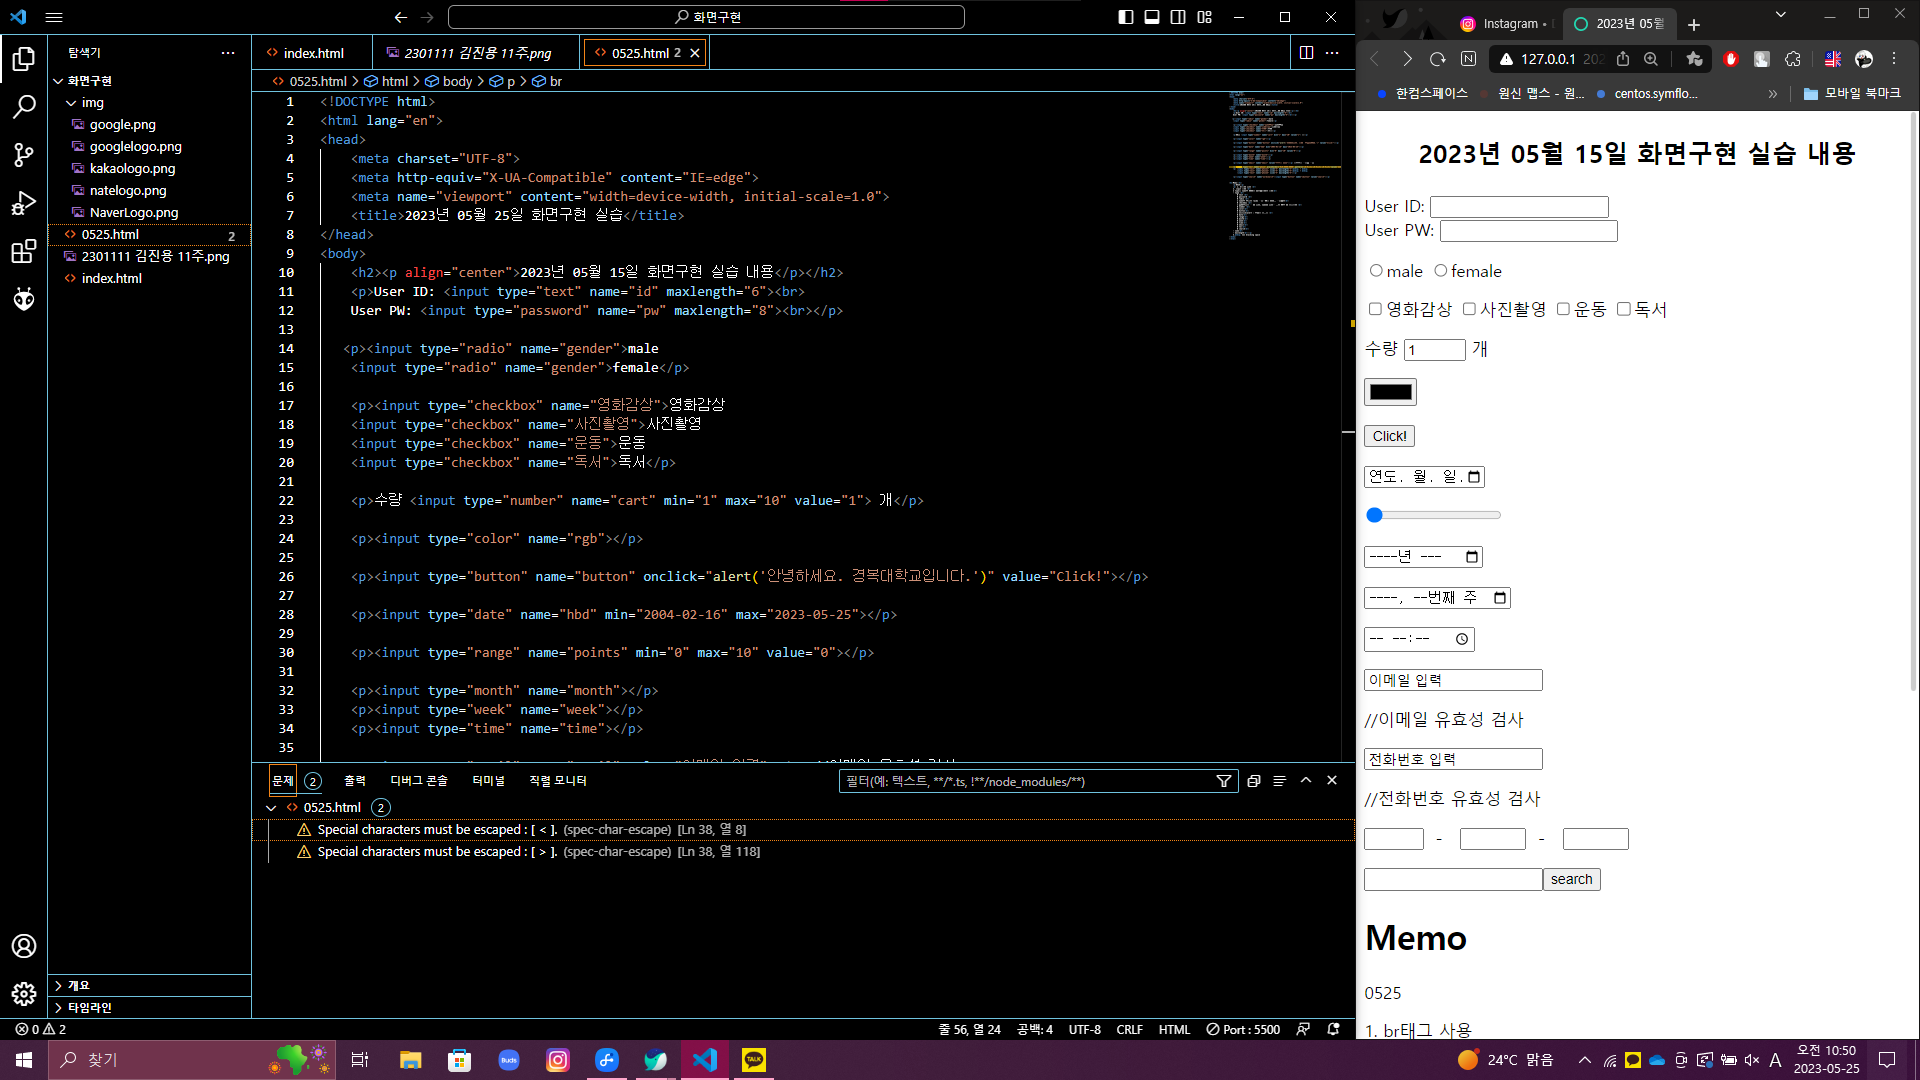 화면구현
탐색기
화면구현
img
google.png
googlelogo.png
kakaologo.png
natelogo.png
NaverLogo.png
0525.html 2
2301111 김진용 11주.png
index.html
개요
타임라인
index.html
2301111 김진용 11주.png
0525.html 2
0525.html > html > body > p > br
1 <!DOCTYPE html>
2 <html lang="en">
3 <head>
4 <meta charset="UTF-8">
5 <meta http-equiv="X-UA-Compatible" content="IE=edge">
6 <meta name="viewport" content="width=device-width, initial-scale=1.0">
7 <title>2023년 05월 25일 화면구현 실습</title>
8 </head>
9 <body>
10 <h2><p align="center">2023년 05월 15일 화면구현 실습 내용</p></h2>
11 <p>User ID: <input type="text" name="id" maxlength="6"><br>
12 User PW: <input type="password" name="pw" maxlength="8"><br></p>
13
14 <p><input type="radio" name="gender">male
15 <input type="radio" name="gender">female</p>
16
17 <p><input type="checkbox" name="영화감상">영화감상
18 <input type="checkbox" name="사진촬영">사진촬영
19 <input type="checkbox" name="운동">운동
20 <input type="checkbox" name="독서">독서</p>
21
22 <p>수량 <input type="number" name="cart" min="1" max="10" value="1"> 개</p>
23
24 <p><input type="color" name="rgb"></p>
25
26 <p><input type="button" name="button" onclick="alert('안녕하세요. 경복대학교입니다.')" value="Click!"></p>
27
28 <p><input type="date" name="hbd" min="2004-02-16" max="2023-05-25"></p>
29
30 <p><input type="range" name="points" min="0" max="10" value="0"></p>
31
32 <p><input type="month" name="month"></p>
33 <p><input type="week" name="week"></p>
34 <p><input type="time" name="time"></p>
35
문제 2 출력 디버그 콘솔 터미널 직렬 모니터
필터(예: 텍스트, **/*.ts, !**/node_modules/**)
0525.html 2
Special characters must be escaped : [ < ]. (spec-char-escape) [Ln 38, 열 8]
Special characters must be escaped : [ > ]. (spec-char-escape) [Ln 38, 열 118]
0 2
줄 56, 열 24 공백: 4 UTF-8 CRLF HTML Port : 5500
Instagram •
2023년 05월
127.0.0.1
한컴스페이스
원신 맵스 - 원...
centos.symflo...
모바일 북마크
2023년 05월 15일 화면구현 실습 내용
User ID:
User PW:
male female
영화감상 사진촬영 운동 독서
수량 1 개
Click!
연도. 월. 일.
----년 ---
----, --번째 주
-- --:--
이메일 입력
//이메일 유효성 검사
전화번호 입력
//전화번호 유효성 검사
- -
search
Memo
0525
1. br태그 사용
찾기
Buds
TALK
24°C 맑음
A
오전 10:50
2023-05-25